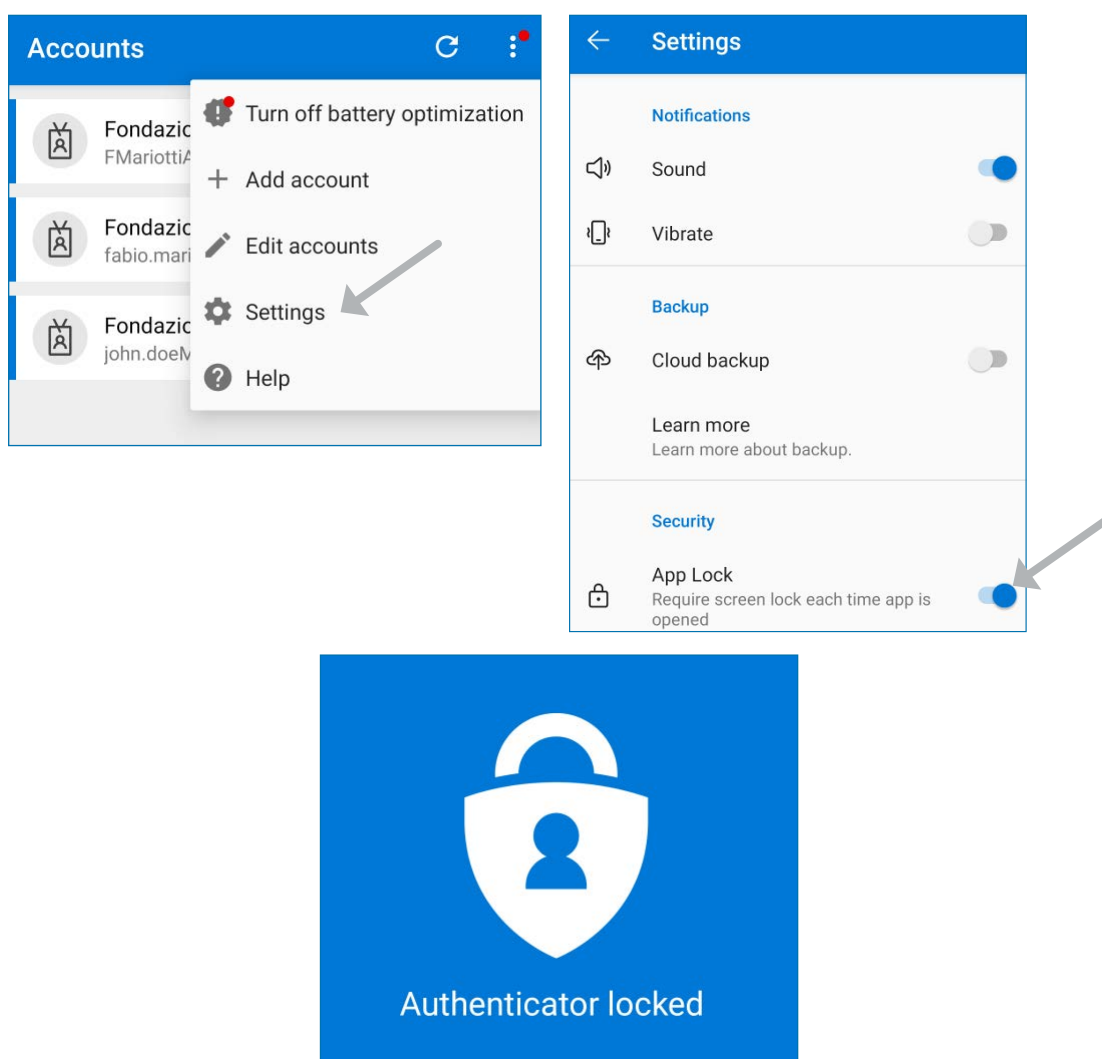 Accounts
Turn off battery optimization
Fondazio
FMariottiA
Add account
Fondazio
fabio.mari
Edit accounts
Settings
Fondazio
john.doeM
Help
Settings
Notifications
Sound
Vibrate
Backup
Cloud backup
Learn more
Learn more about backup.
Security
App Lock
Require screen lock each time app is
opened
Authenticator locked